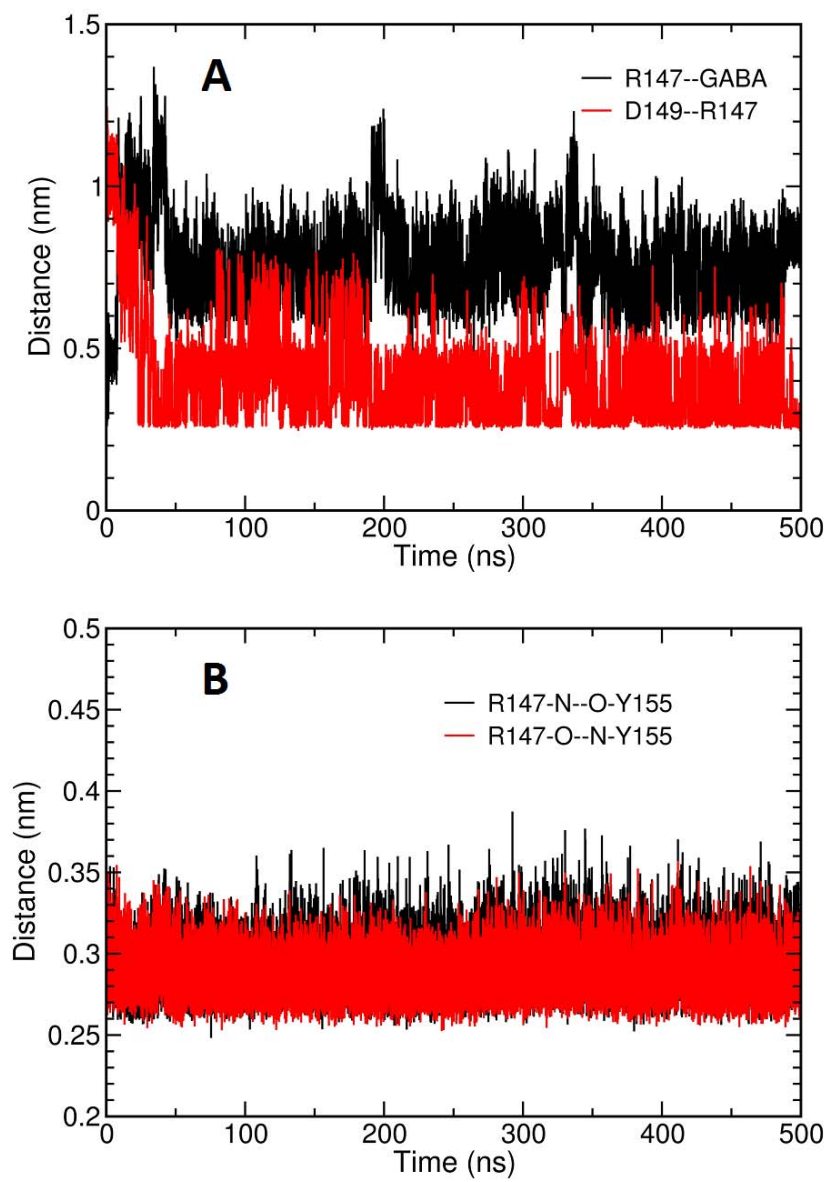 A
R147--GABA
D149--R147
Distance (nm)
1.5
1
0.5
0
0 100 200 300 400 500
Time (ns)
B
R147-N--O-Y155
R147-O--N-Y155
Distance (nm)
0.5
0.45
0.4
0.35
0.3
0.25
0.2
0 100 200 300 400 500
Time (ns)